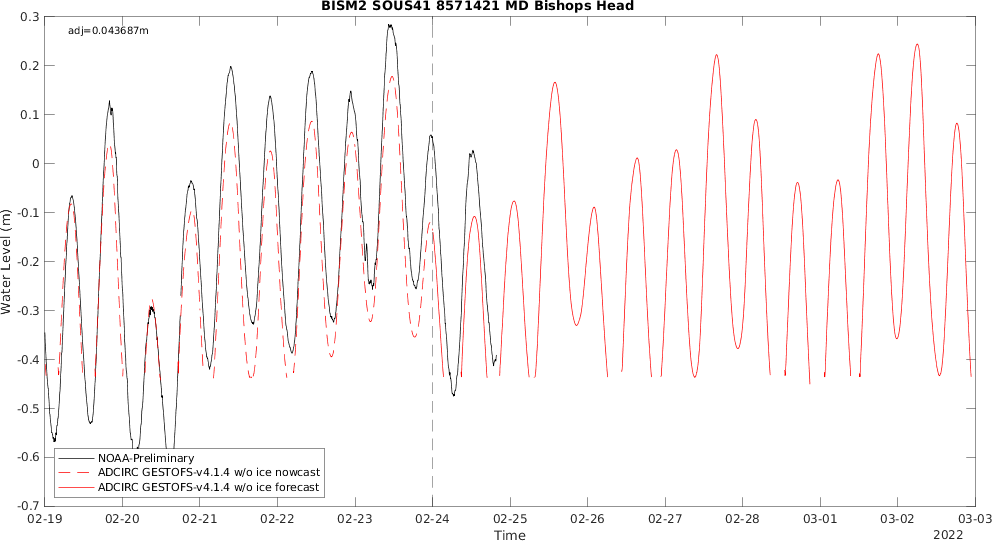 BISM2 SOUS41 8571421 MD Bishops Head
adj=0.043687m
0.3
0.2
0.1
0
-0.1
-0.2
-0.3
-0.4
-0.5
-0.6
-0.7
Water Level (m)
NOAA-Preliminary
ADCIRC GESTOFS-v4.1.4 w/o ice nowcast
ADCIRC GESTOFS-v4.1.4 w/o ice forecast
02-19 02-20 02-21 02-22 02-23 02-24 02-25 02-26 02-27 02-28 03-01 03-02 03-03
Time
2022